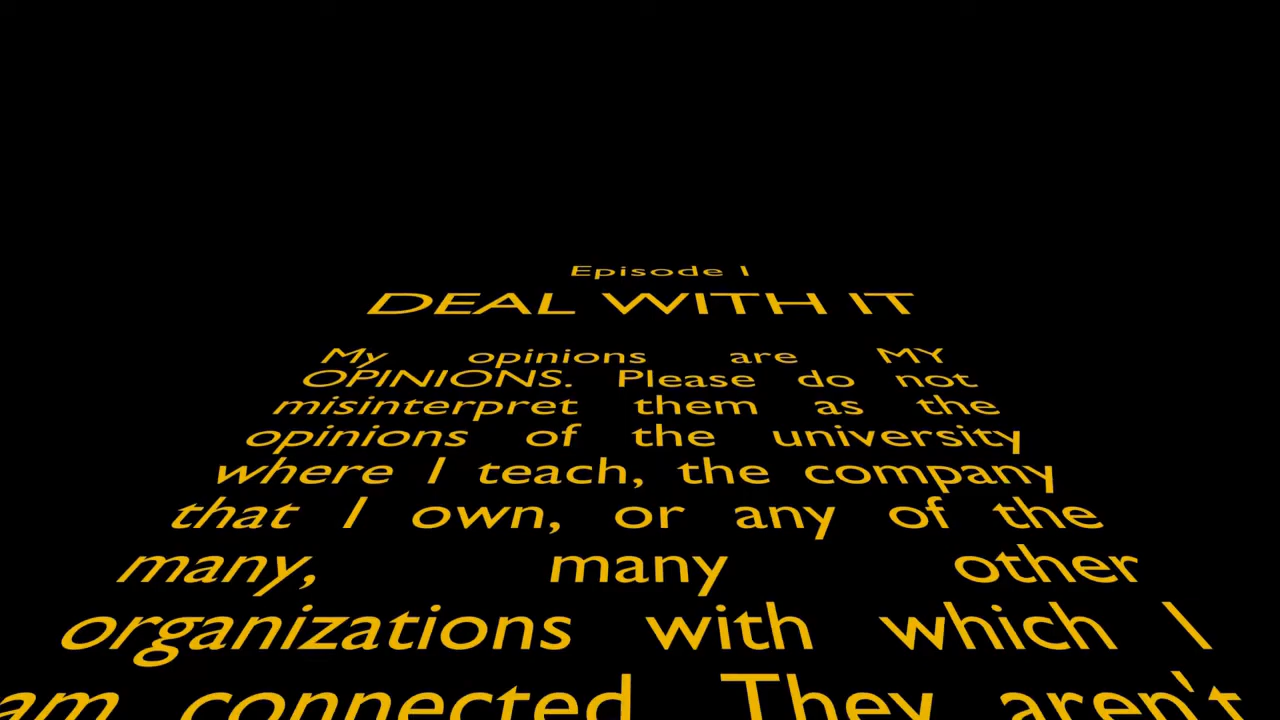 Episode I
DEAL WITH IT
My opinions are MY
OPINIONS. Please do not
misinterpret them as the
opinions of the university
where I teach, the company
that I own, or any of the
many, many other
organizations with which I
am connected. They aren't